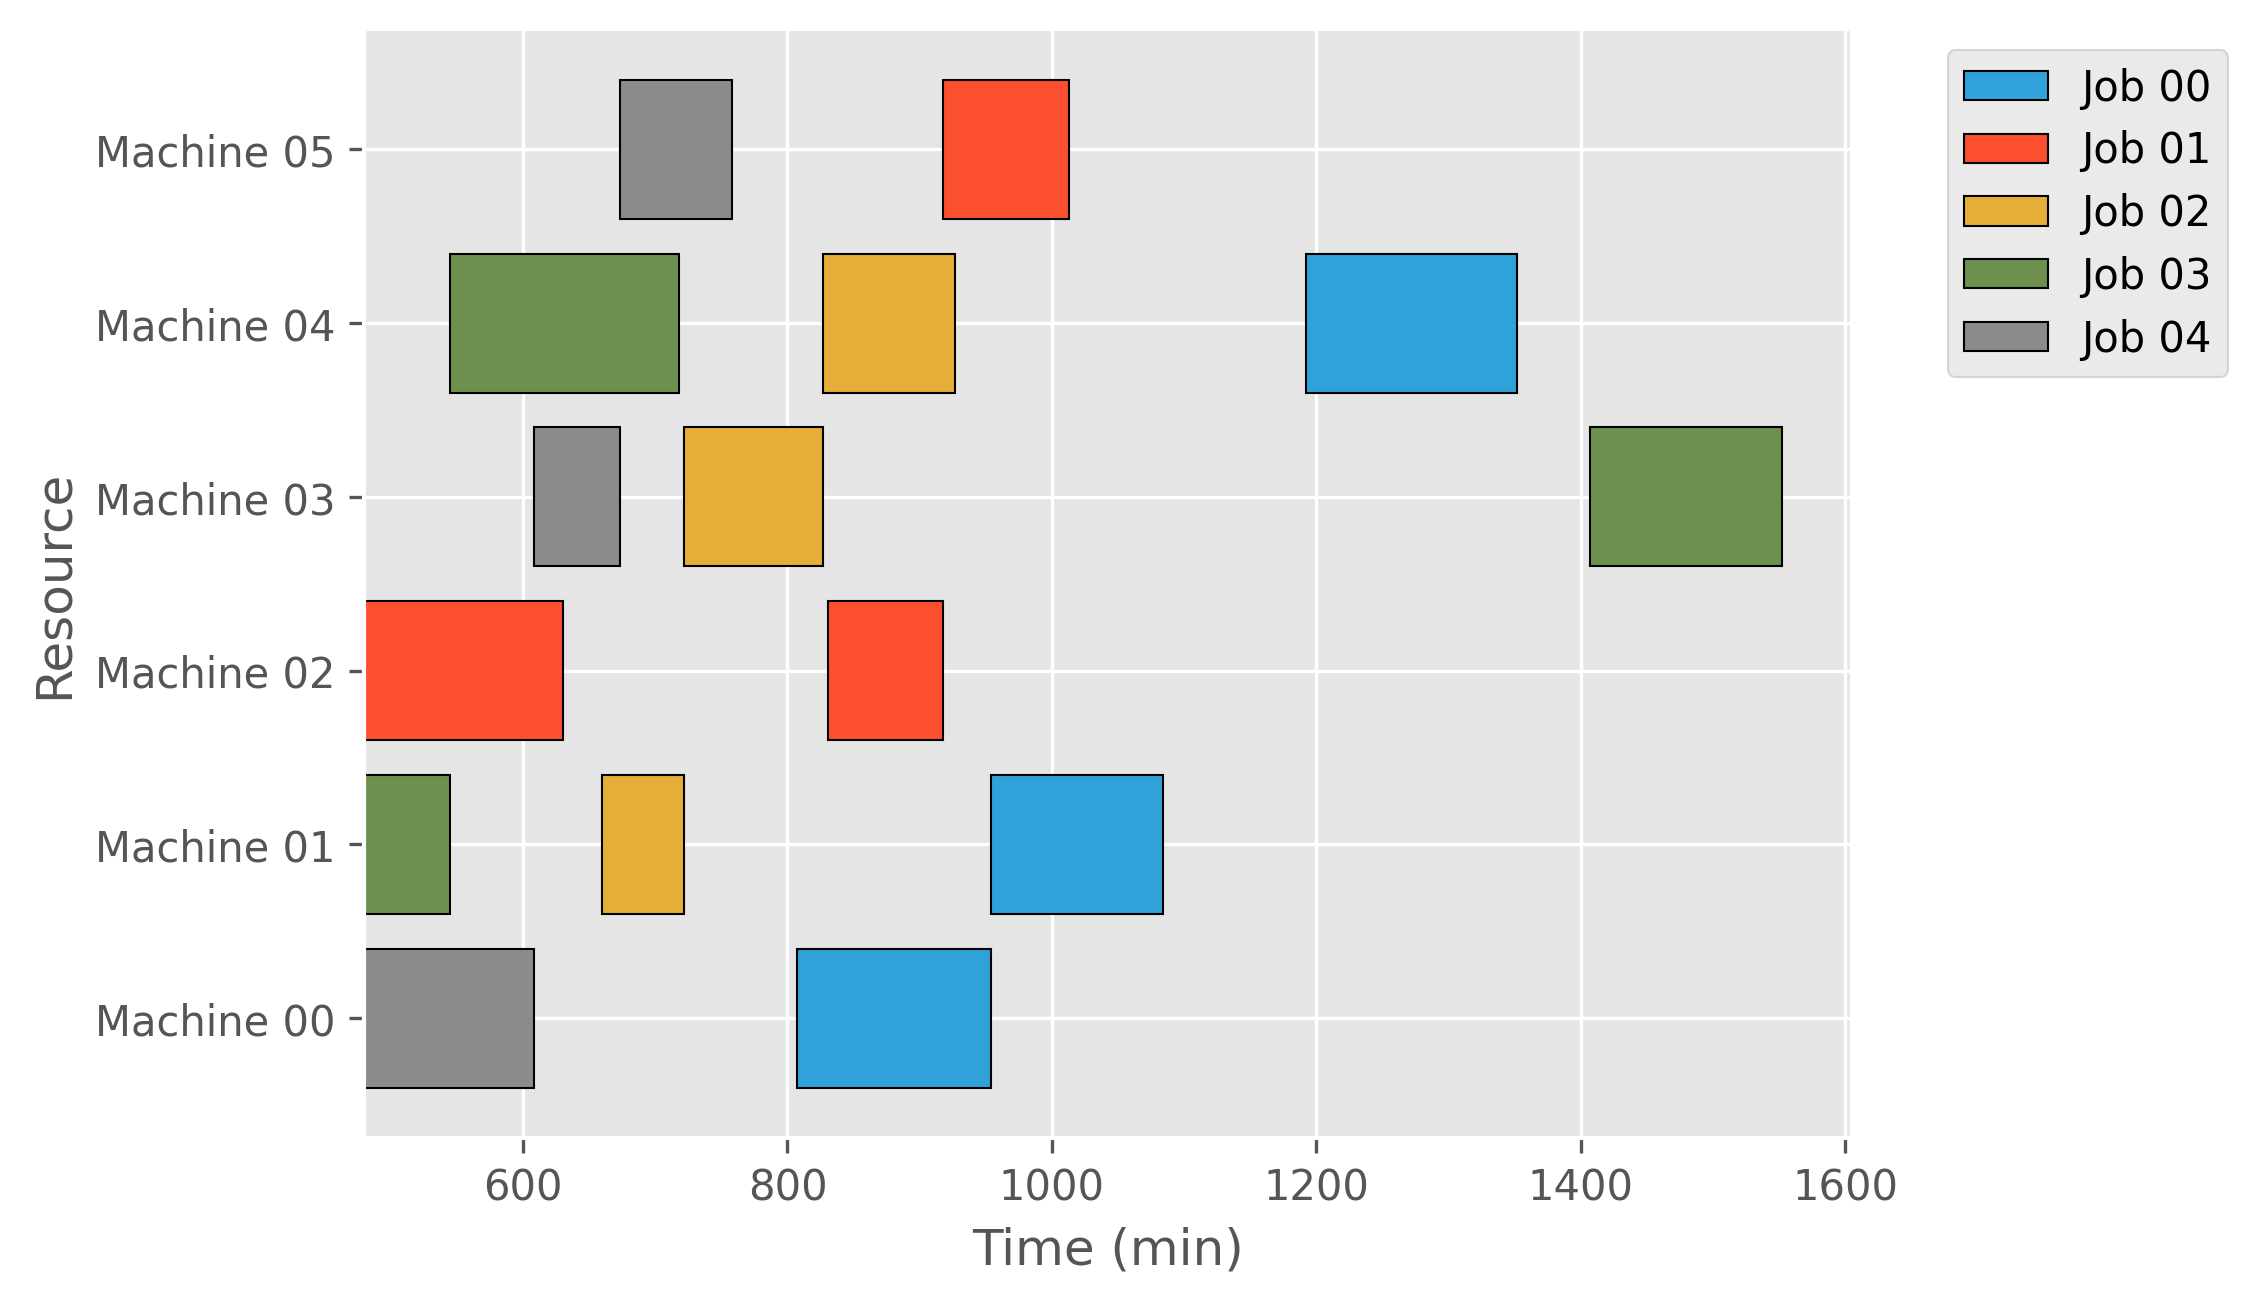 Machine 05
Machine 04
Machine 03
Machine 02
Machine 01
Machine 00
Resource
600 800 1000 1200 1400 1600
Time (min)
Job 00
Job 01
Job 02
Job 03
Job 04